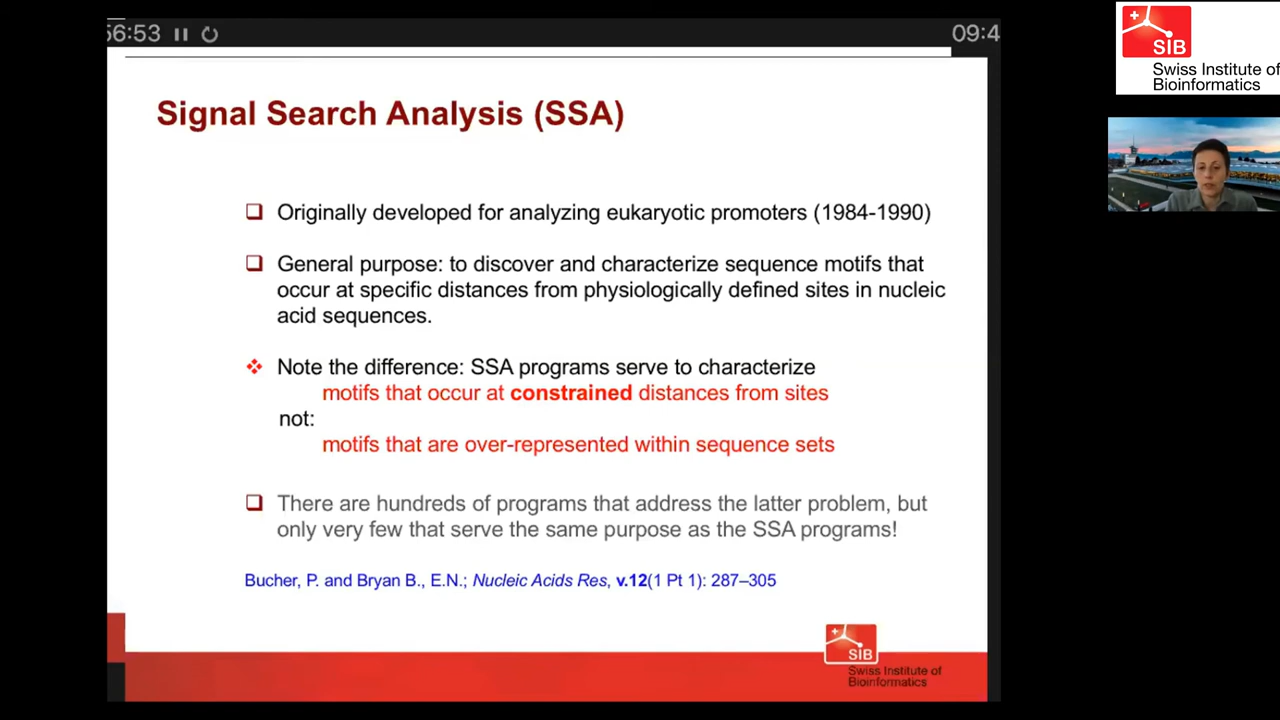 56:53
09:4
SIB
Swiss Institute of
Bioinformatics
Signal Search Analysis (SSA)
Originally developed for analyzing eukaryotic promoters (1984-1990)
General purpose: to discover and characterize sequence motifs that
occur at specific distances from physiologically defined sites in nucleic
acid sequences.
Note the difference: SSA programs serve to characterize
motifs that occur at constrained distances from sites
not:
motifs that are over-represented within sequence sets
There are hundreds of programs that address the latter problem, but
only very few that serve the same purpose as the SSA programs!
Bucher, P. and Bryan B., E.N.; Nucleic Acids Res, v.12(1 Pt 1): 287–305
SIB
Swiss Institute of
Bioinformatics